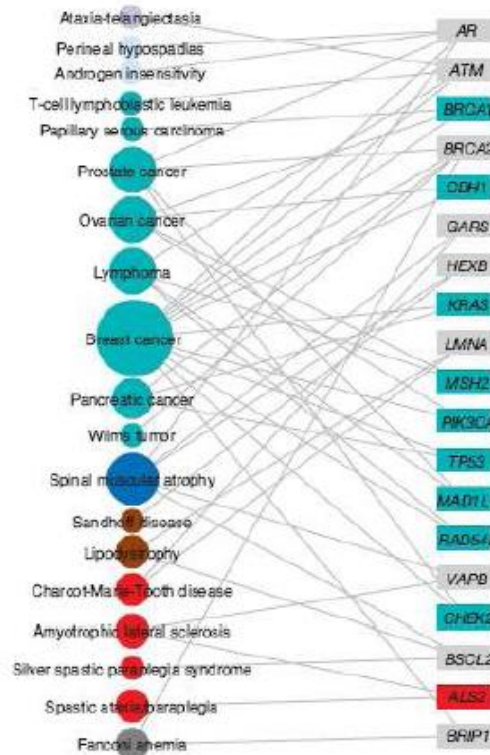 Ataxia-telangiectasia
Perineal hypospadias
Androgen insensitivity
T-cell lymphoblastic leukemia
Papillary serous carcinoma
Prostate cancer
Ovarian cancer
Lymphoma
Breast cancer
Pancreatic cancer
Wilms tumor
Spinal muscular atrophy
Sandhoff disease
Lipodystrophy
Charcot-Marie-Tooth disease
Amyotrophic lateral sclerosis
Silver spastic paraplegia syndrome
Spastic ataxia/paraplegia
Fanconi anemia
AR
ATM
BRCA1
BRCA2
CDH1
GARS
HEXB
KRAS
LMNA
MSH2
PIK3CA
TP53
MAD1L1
RAD54L
VAPB
CHEK2
BSCL2
ALS2
BRIP1